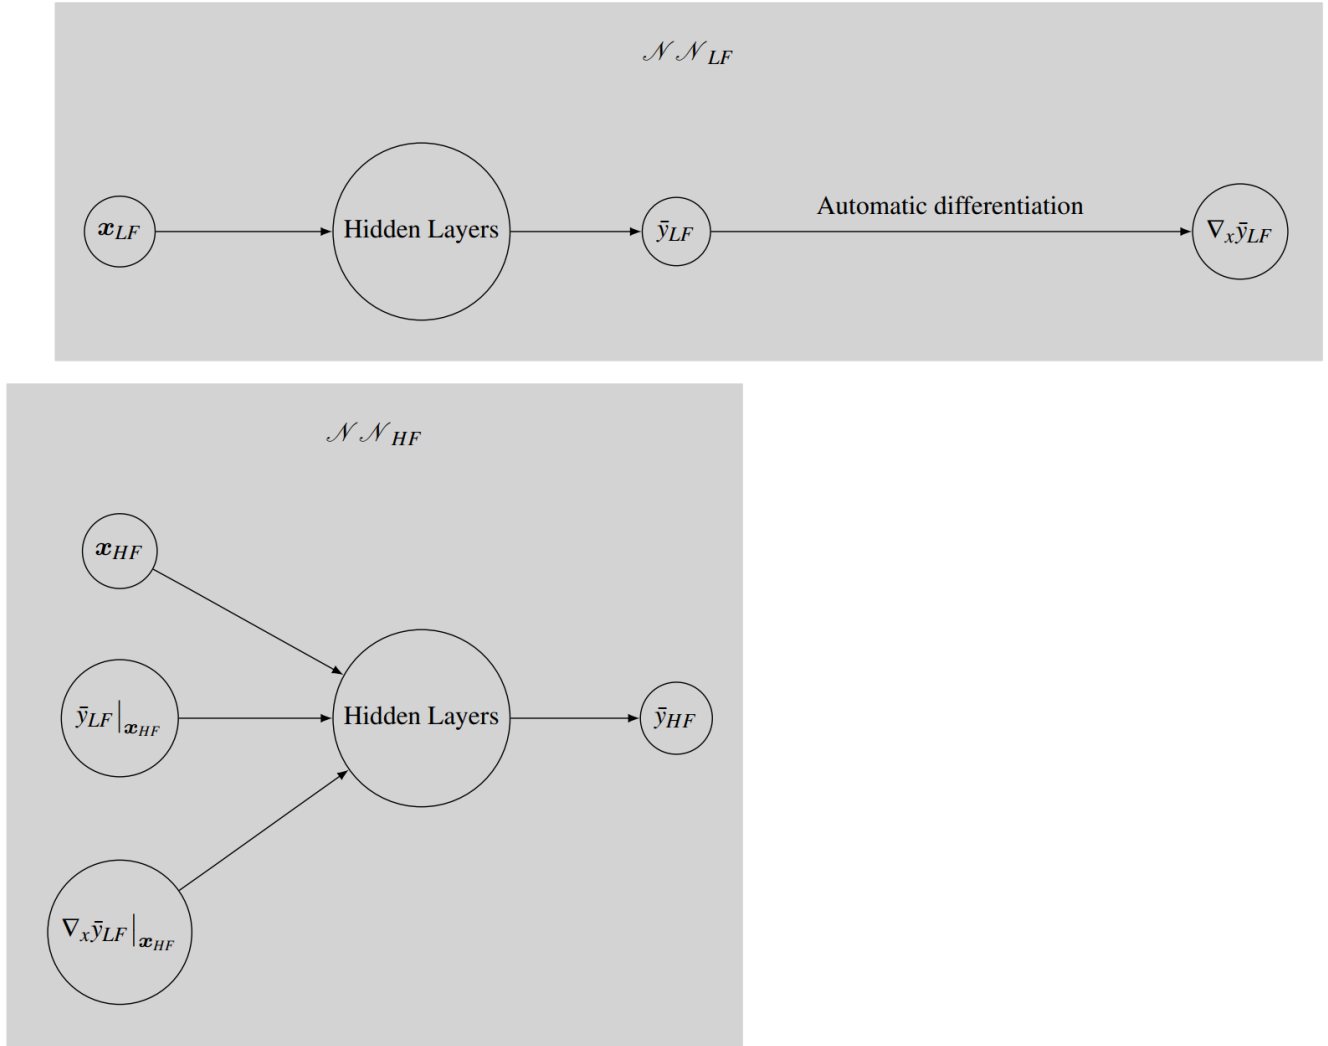 𝒩𝒩_LF
Automatic differentiation
𝒙_LF
Hidden Layers
ȳ_LF
∇_x ȳ_LF
𝒩𝒩_HF
𝒙_HF
ȳ_LF|_𝒙_HF
Hidden Layers
ȳ_HF
∇_x ȳ_LF|_𝒙_HF